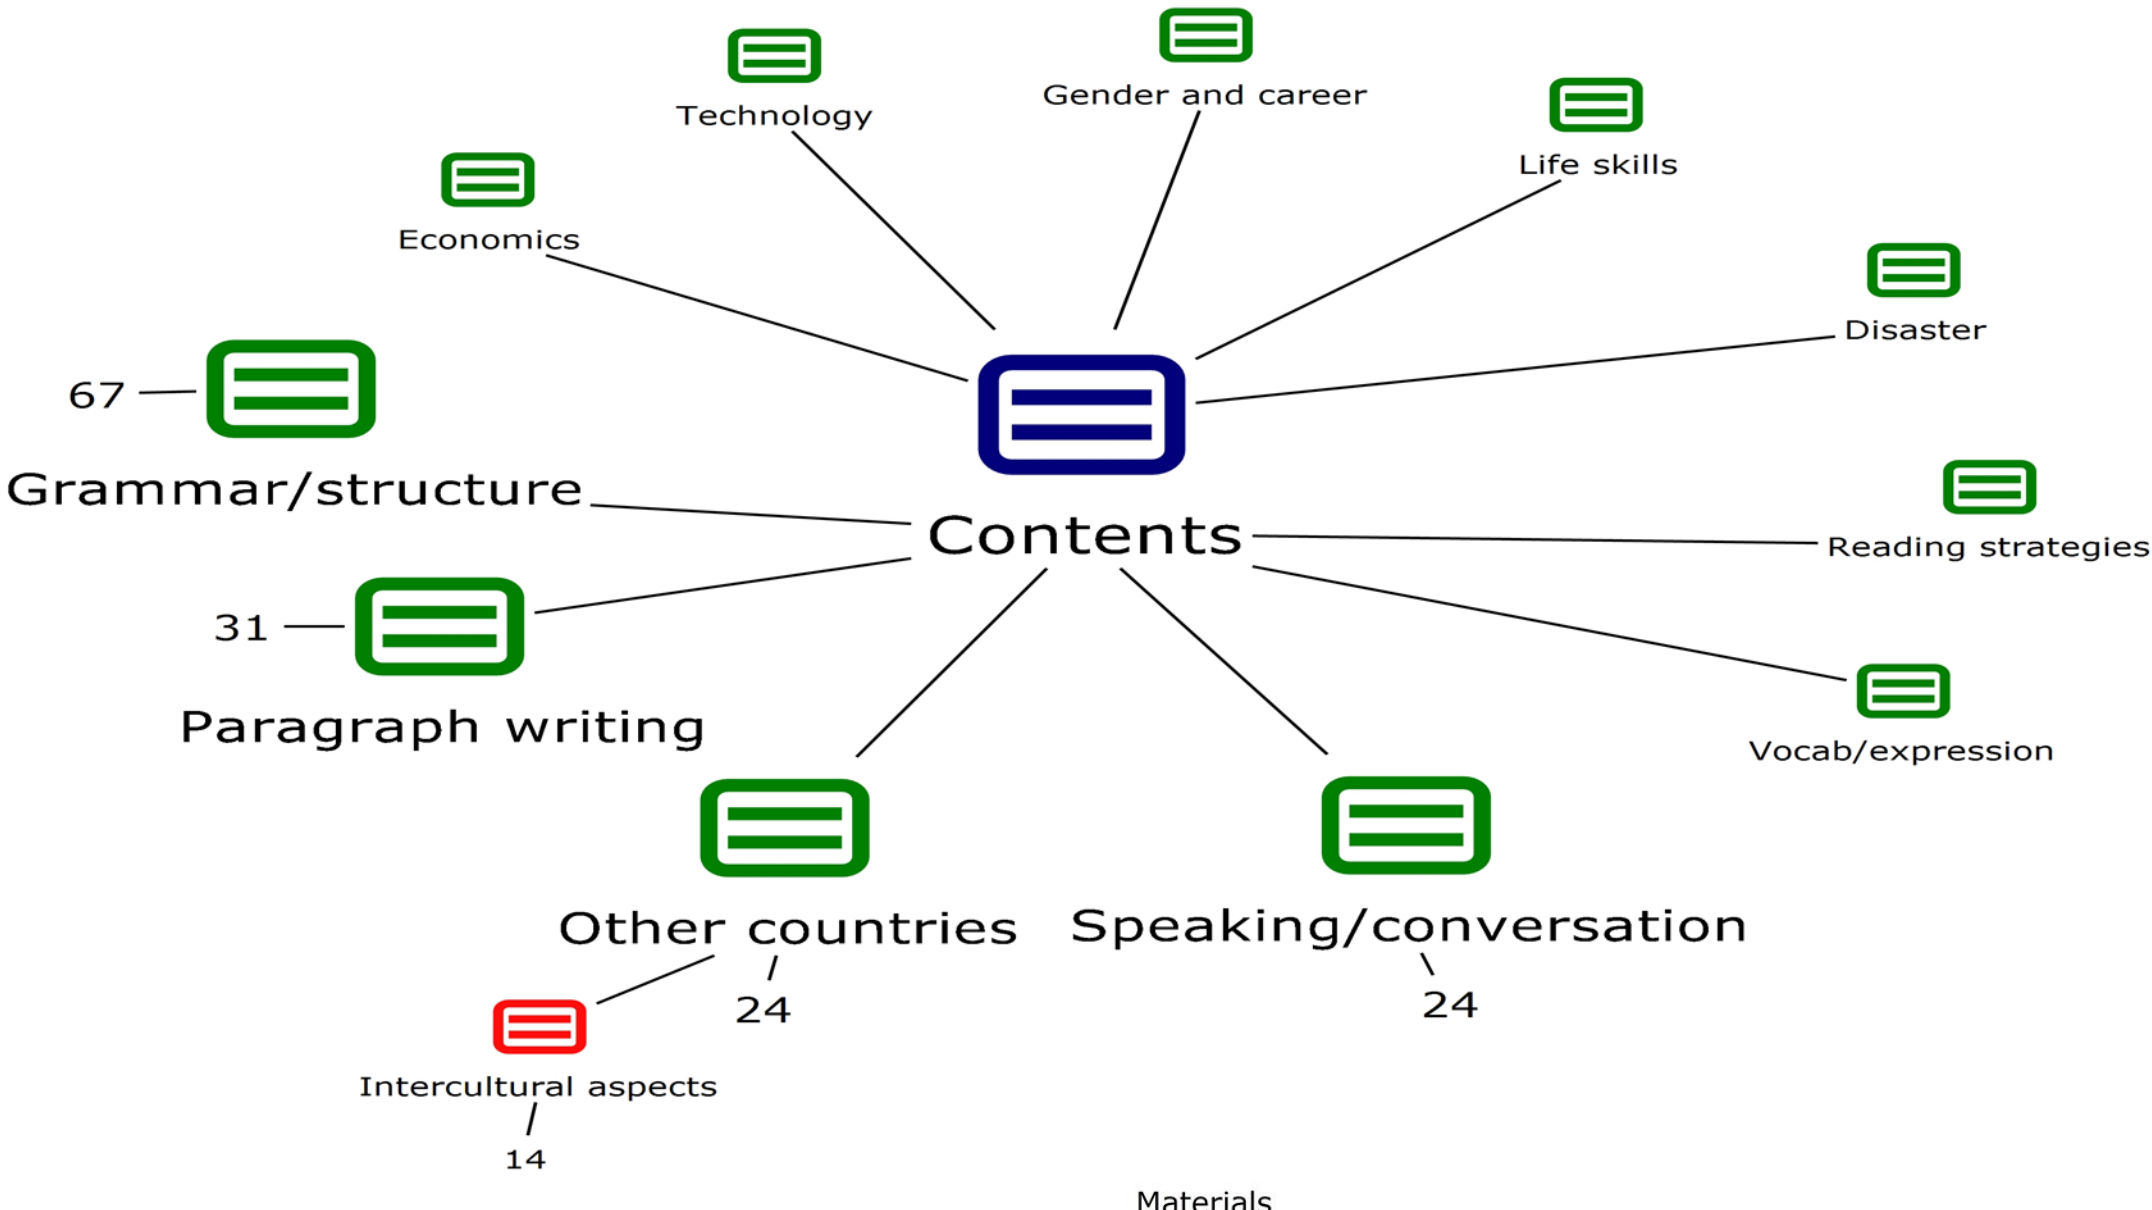 Technology
Gender and career
Life skills
Economics
Disaster
67
Grammar/structure
Contents
Reading strategies
31
Paragraph writing
Vocab/expression
Other countries
Speaking/conversation
24
24
Intercultural aspects
14
Materials